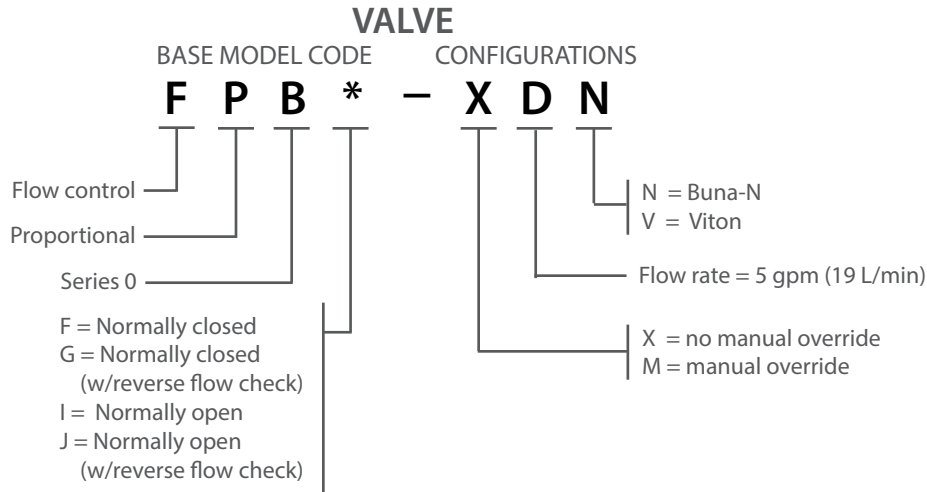 VALVE
BASE MODEL CODE CONFIGURATIONS
F P B * – X D N
Flow control
Proportional
Series 0
F = Normally closed
G = Normally closed
(w/reverse flow check)
I = Normally open
J = Normally open
(w/reverse flow check)
N = Buna-N
V = Viton
Flow rate = 5 gpm (19 L/min)
X = no manual override
M = manual override